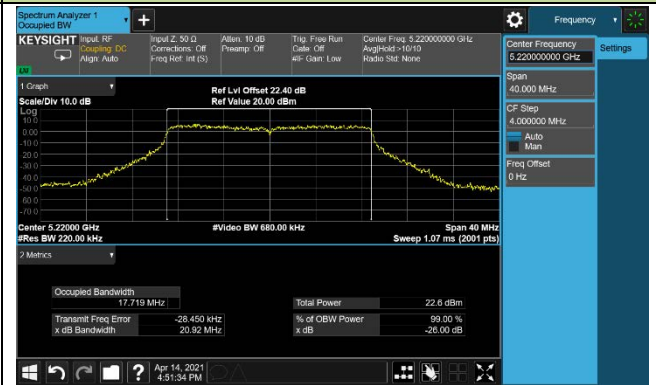 Spectrum Analyzer 1
Occupied BW
+
Frequency
KEYSIGHT
Input: RF
Coupling: DC
Align: Auto
Input Z: 50 Ω
Corrections: Off
Freq Ref: Int (S)
Atten: 10 dB
Preamp: Off
Trig: Free Run
Gate: Off
#IF Gain: Low
Center Freq: 5.220000000 GHz
Avg|Hold:>10/10
Radio Std: None
Center Frequency
5.220000000 GHz
Settings
Span
40.000 MHz
CF Step
4.000000 MHz
Auto
Man
Freq Offset
0 Hz
1 Graph
Scale/Div 10.0 dB
Ref Lvl Offset 22.40 dB
Ref Value 20.00 dBm
Log
10.0
0.00
-10.0
-20.0
-30.0
-40.0
-50.0
-60.0
-70.0
Center 5.22000 GHz
#Video BW 680.00 kHz
Span 40 MHz
#Res BW 220.00 kHz
Sweep 1.07 ms (2001 pts)
2 Metrics
Occupied Bandwidth
17.719 MHz
Total Power
22.6 dBm
Transmit Freq Error
-28.450 kHz
% of OBW Power
99.00 %
x dB Bandwidth
20.92 MHz
x dB
-26.00 dB
?
Apr 14, 2021
4:51:34 PM